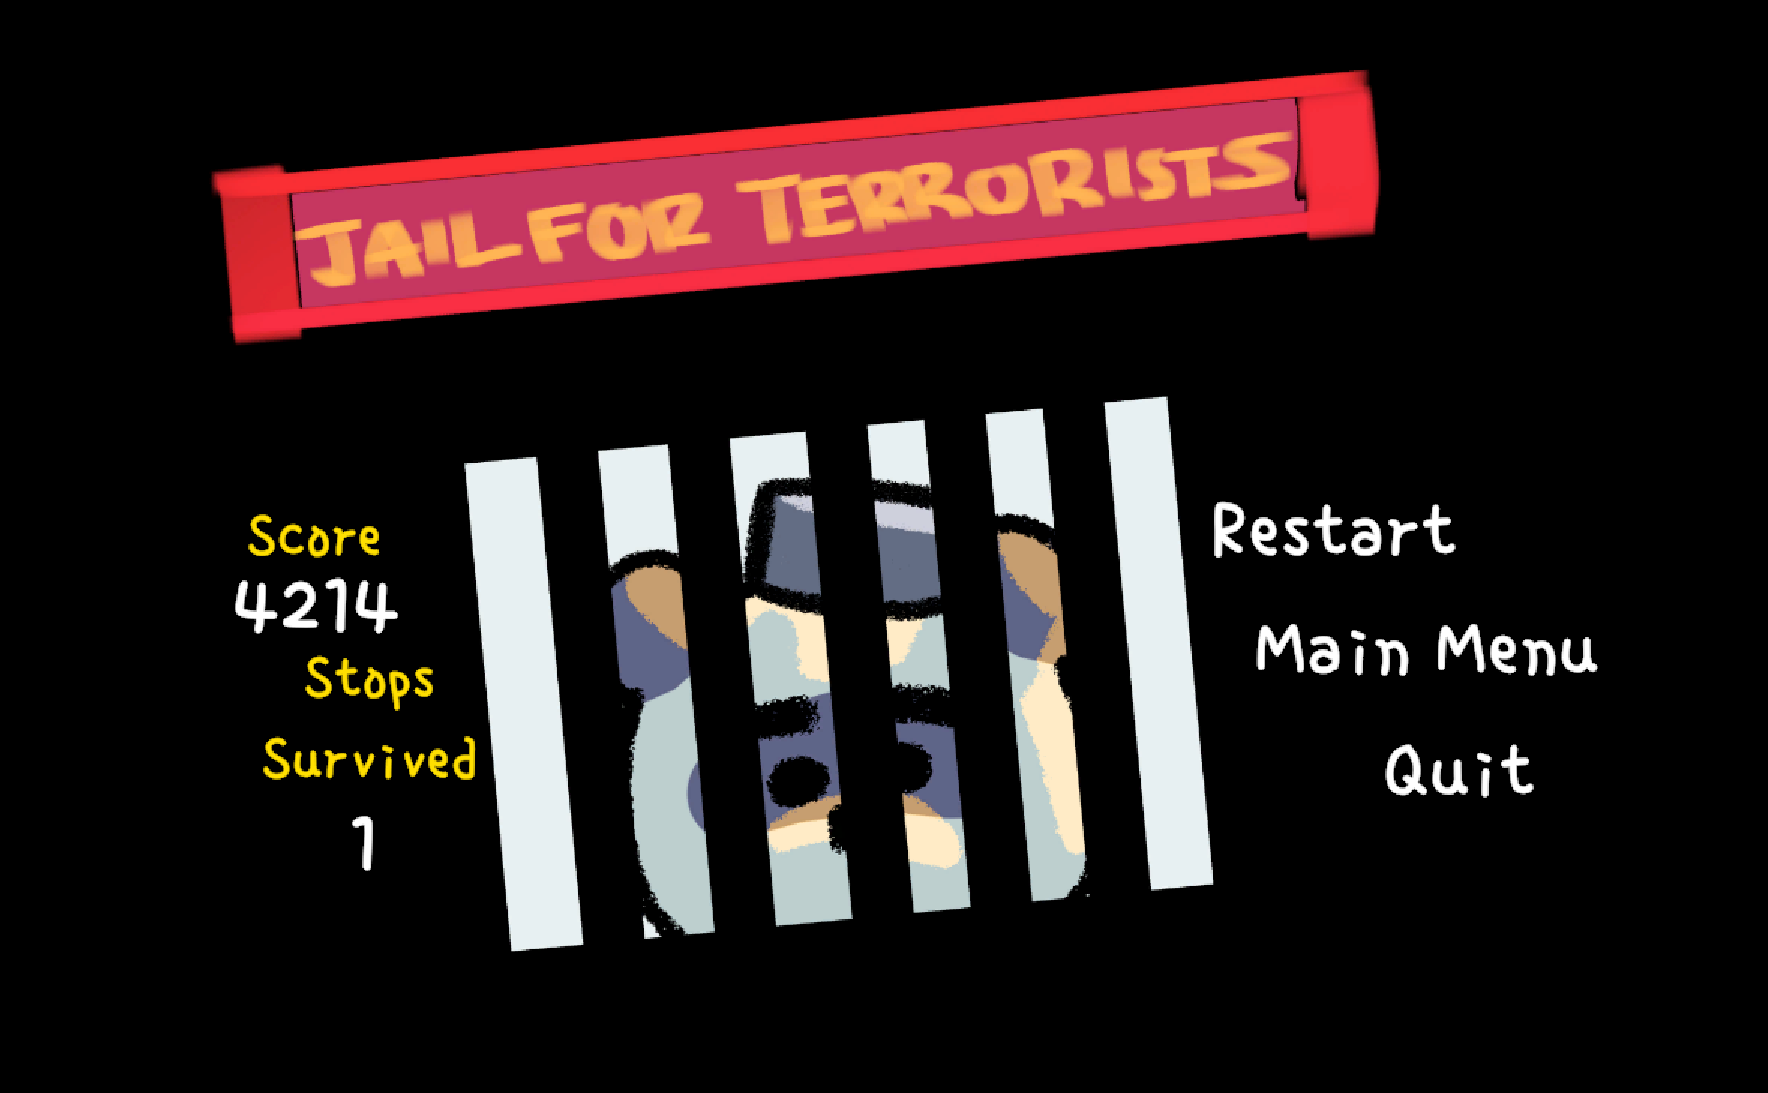 JAIL FOR TERRORISTS
Score
4214
Stops
Survived
1
Restart
Main Menu
Quit